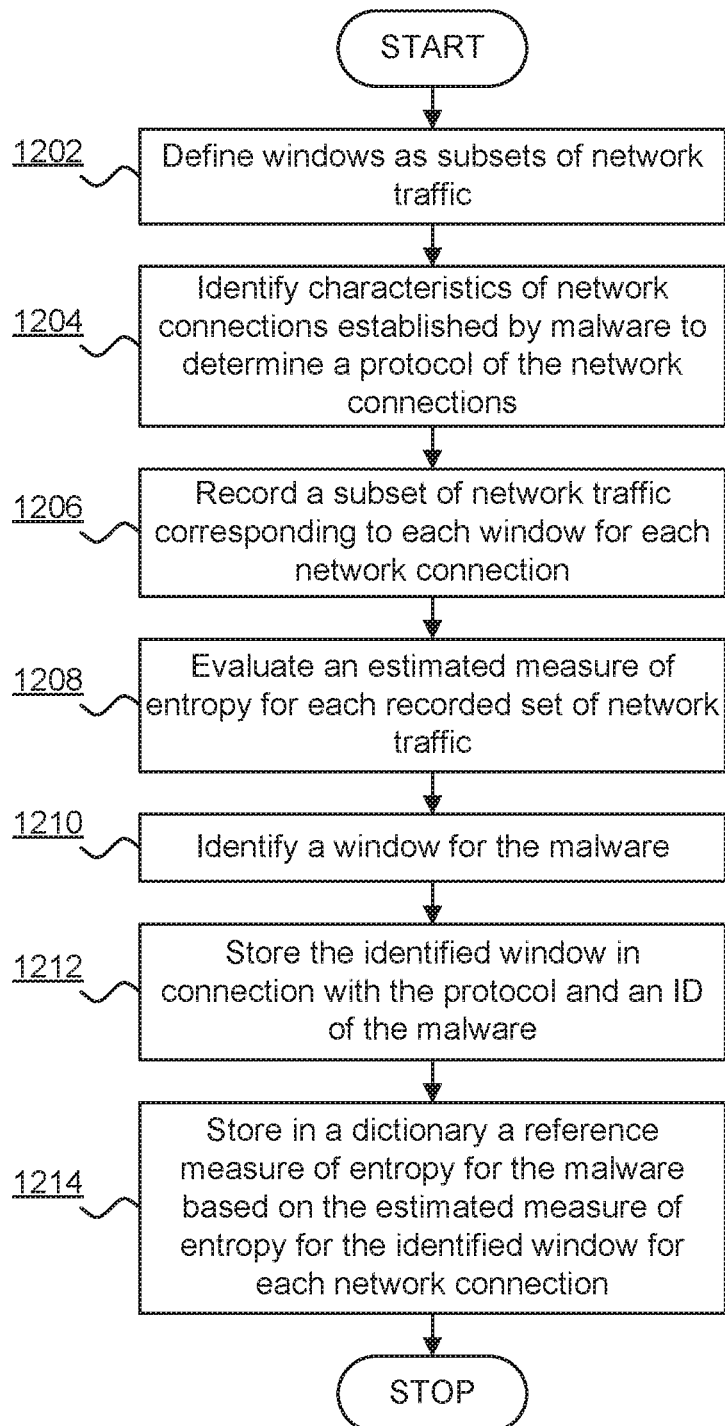 START
1202
Define windows as subsets of network
traffic
1204
Identify characteristics of network
connections established by malware to
determine a protocol of the network
connections
1206
Record a subset of network traffic
corresponding to each window for each
network connection
1208
Evaluate an estimated measure of
entropy for each recorded set of network
traffic
1210
Identify a window for the malware
1212
Store the identified window in
connection with the protocol and an ID
of the malware
1214
Store in a dictionary a reference
measure of entropy for the malware
based on the estimated measure of
entropy for the identified window for
each network connection
STOP